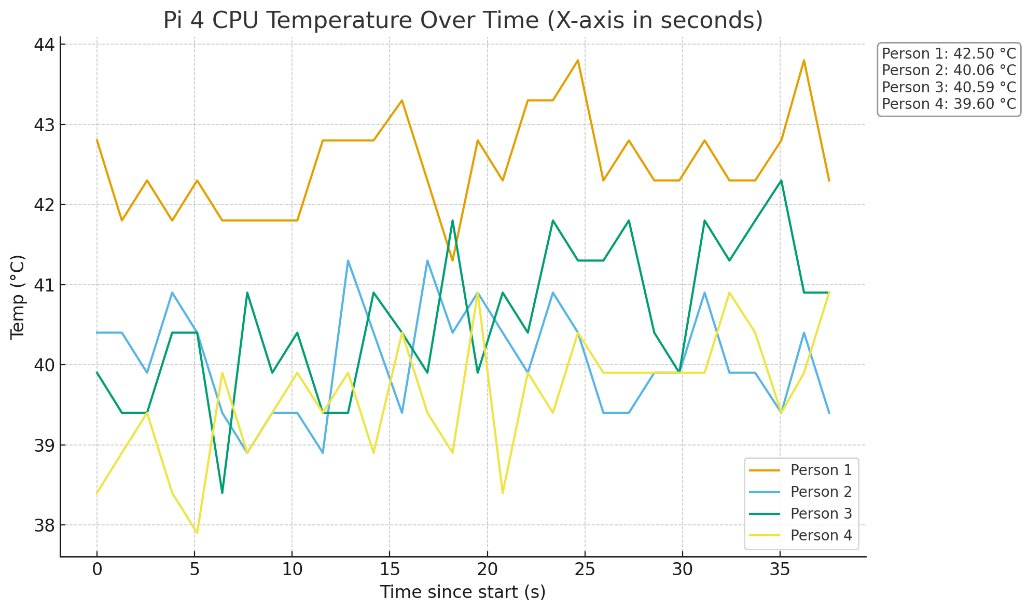 Pi 4 CPU Temperature Over Time (X-axis in seconds)
Person 1: 42.50 °C
Person 2: 40.06 °C
Person 3: 40.59 °C
Person 4: 39.60 °C
44
43
42
41
40
39
38
Temp (°C)
Person 1
Person 2
Person 3
Person 4
0 5 10 15 20 25 30 35
Time since start (s)